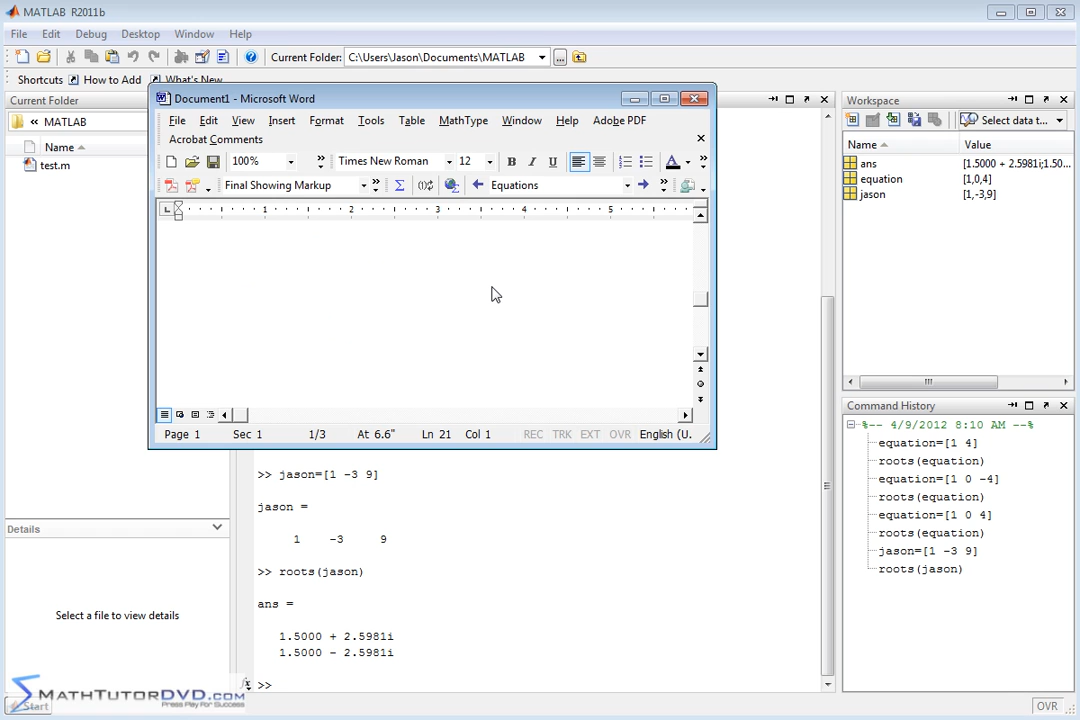 MATLAB R2011b
File Edit Debug Desktop Window Help
Current Folder: C:\Users\Jason\Documents\MATLAB
Shortcuts How to Add What's New
Current Folder
« MATLAB
Name
test.m
Details
Select a file to view details
Document1 - Microsoft Word
File Edit View Insert Format Tools Table MathType Window Help Adobe PDF
Acrobat Comments
100% Times New Roman 12 B I U A
Final Showing Markup Σ Equations
1 2 3 4 5
Page 1 Sec 1 1/3 At 6.6" Ln 21 Col 1 REC TRK EXT OVR English (U.
>> jason=[1 -3 9]
jason =
1 -3 9
>> roots(jason)
ans =
1.5000 + 2.5981i
1.5000 - 2.5981i
fx >>
Workspace
Select data t...
Name Value
ans [1.5000 + 2.5981i;1.50...
equation [1,0,4]
jason [1,-3,9]
Command History
%-- 4/9/2012 8:10 AM --%
equation=[1 4]
roots(equation)
equation=[1 0 -4]
roots(equation)
equation=[1 0 4]
roots(equation)
jason=[1 -3 9]
roots(jason)
MATHTUTORDVD.COM
Press Play For Success
Start
OVR